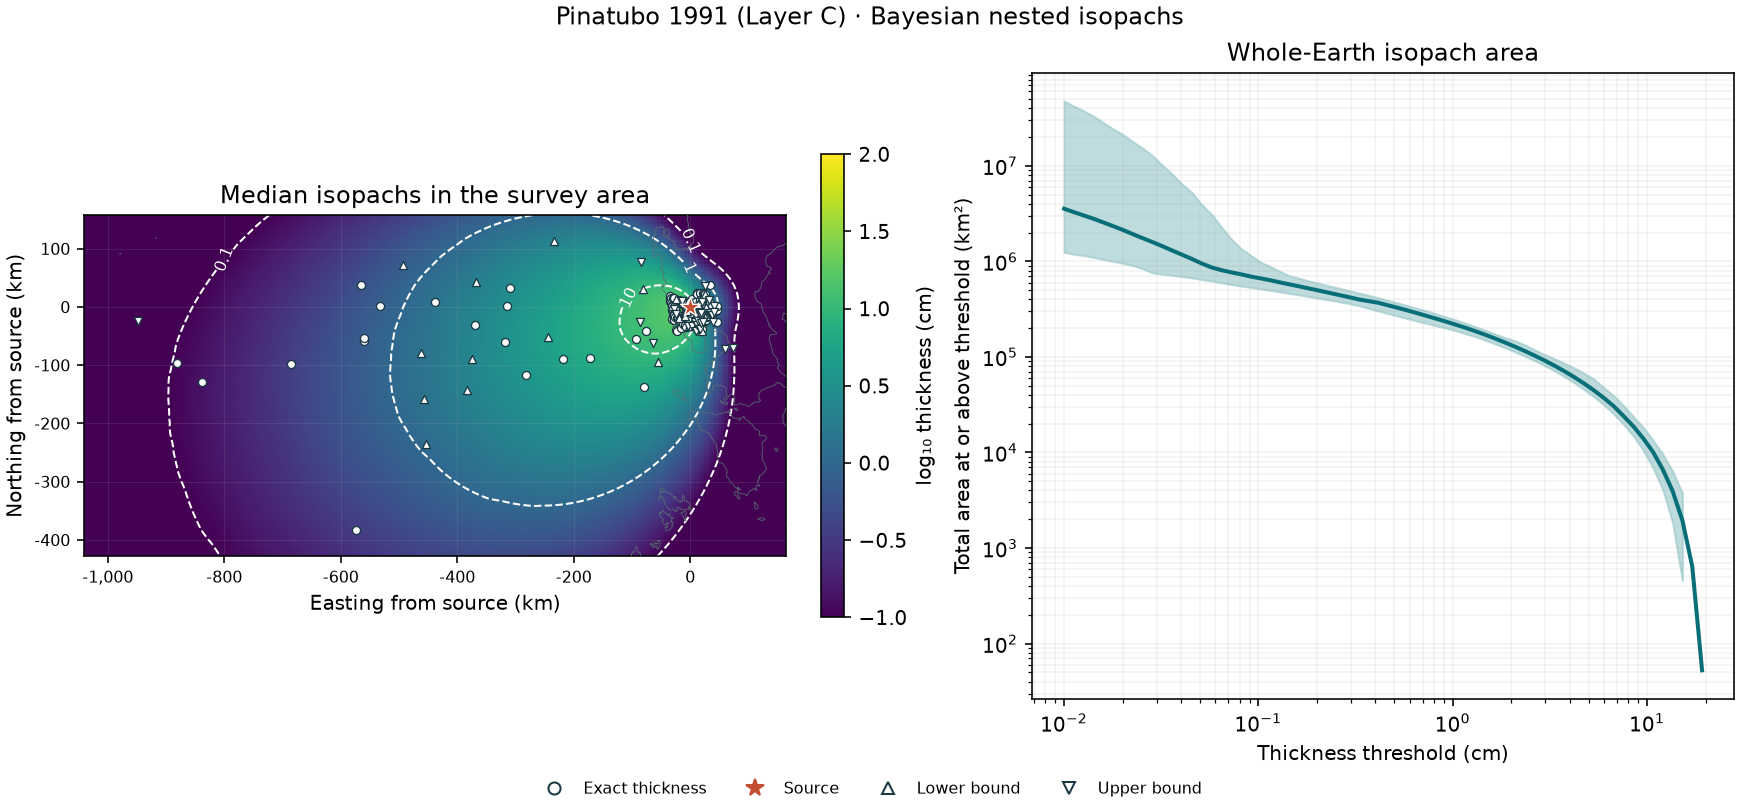 Pinatubo 1991 (Layer C) · Bayesian nested isopachs
Median isopachs in the survey area
Northing from source (km)
100
0
-100
-200
-300
-400
-1,000
-800
-600
-400
-200
0
Easting from source (km)
0.1
0.1
1
10
2.0
1.5
1.0
0.5
0.0
−0.5
−1.0
log₁₀ thickness (cm)
Whole-Earth isopach area
Total area at or above threshold (km²)
10⁷
10⁶
10⁵
10⁴
10³
10²
10⁻²
10⁻¹
10⁰
10¹
Thickness threshold (cm)
Exact thickness
Source
Lower bound
Upper bound